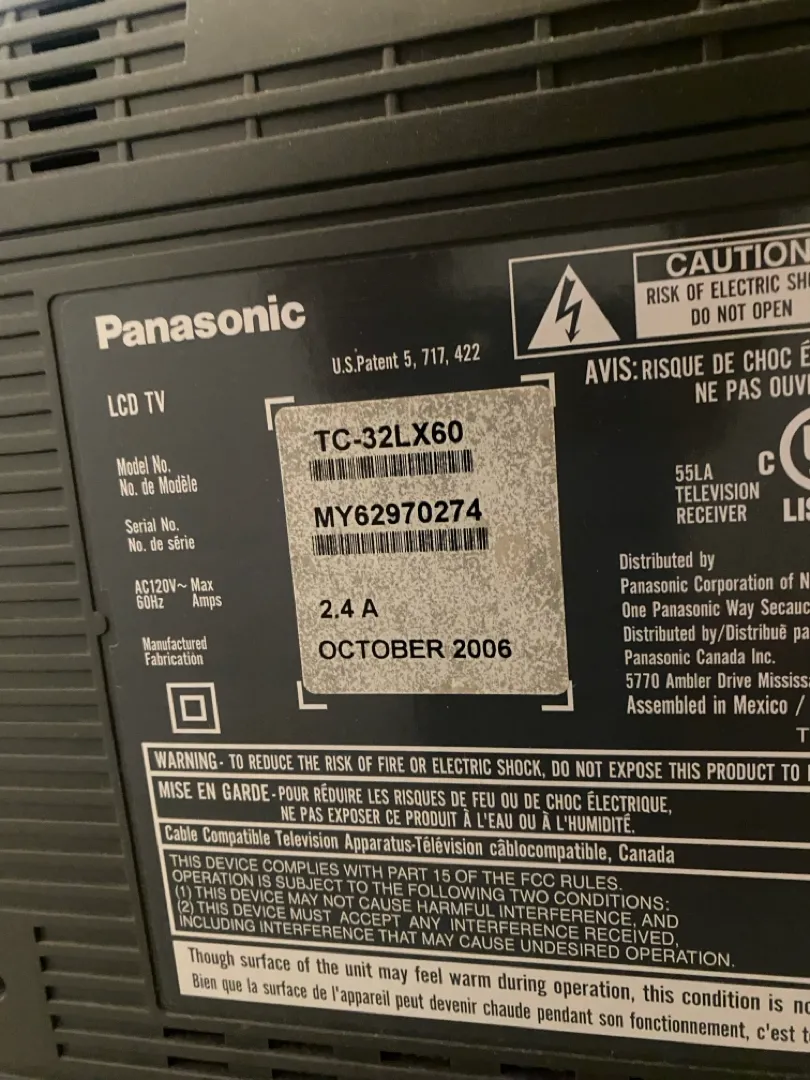 Panasonic
U.S.Patent 5, 717, 422
CAUTION
RISK OF ELECTRIC
DO NOT OPEN
AVIS: RISQUE DE CHOC
NE PAS
LCD TV
Model No.
No. de Modèle
TC-32LX60
Serial No.
No. de série
MY62970274
AC120V~ Max
60Hz Amps
2.4 A
Manufactured
Fabrication
OCTOBER 2006
C
55LA
TELEVISION
RECEIVER
Distributed by
Panasonic Corporation of
One Panasonic Way
Distributed by/Distribuè
Panasonic Canada Inc.
5770 Ambler Drive
Assembled in Mexico /
WARNING- TO REDUCE THE RISK OF FIRE OR ELECTRIC SHOCK, DO NOT EXPOSE THIS PRODUCT TO
MISE EN GARDE-POUR RÉDUIRE LES RISQUES DE FEU OU DE CHOC ÉLECTRIQUE,
NE PAS EXPOSER CE PRODUIT À L'EAU OU À L'HUMIDITÉ.
Cable Compatible Television Apparatus-Télévision câblocompatible, Canada
THIS DEVICE COMPLIES WITH PART 15 OF THE FCC RULES.
OPERATION IS SUBJECT TO THE FOLLOWING TWO CONDITIONS:
(1) THIS DEVICE MAY NOT CAUSE HARMFUL INTERFERENCE, AND
(2) THIS DEVICE MUST ACCEPT ANY INTERFERENCE RECEIVED,
INCLUDING INTERFERENCE THAT MAY CAUSE UNDESIRED OPERATION.
Though surface of the unit may feel warm during operation, this condition is
Bien que la surface de l'appareil peut devenir chaude pendant son fonctionnement, c'est